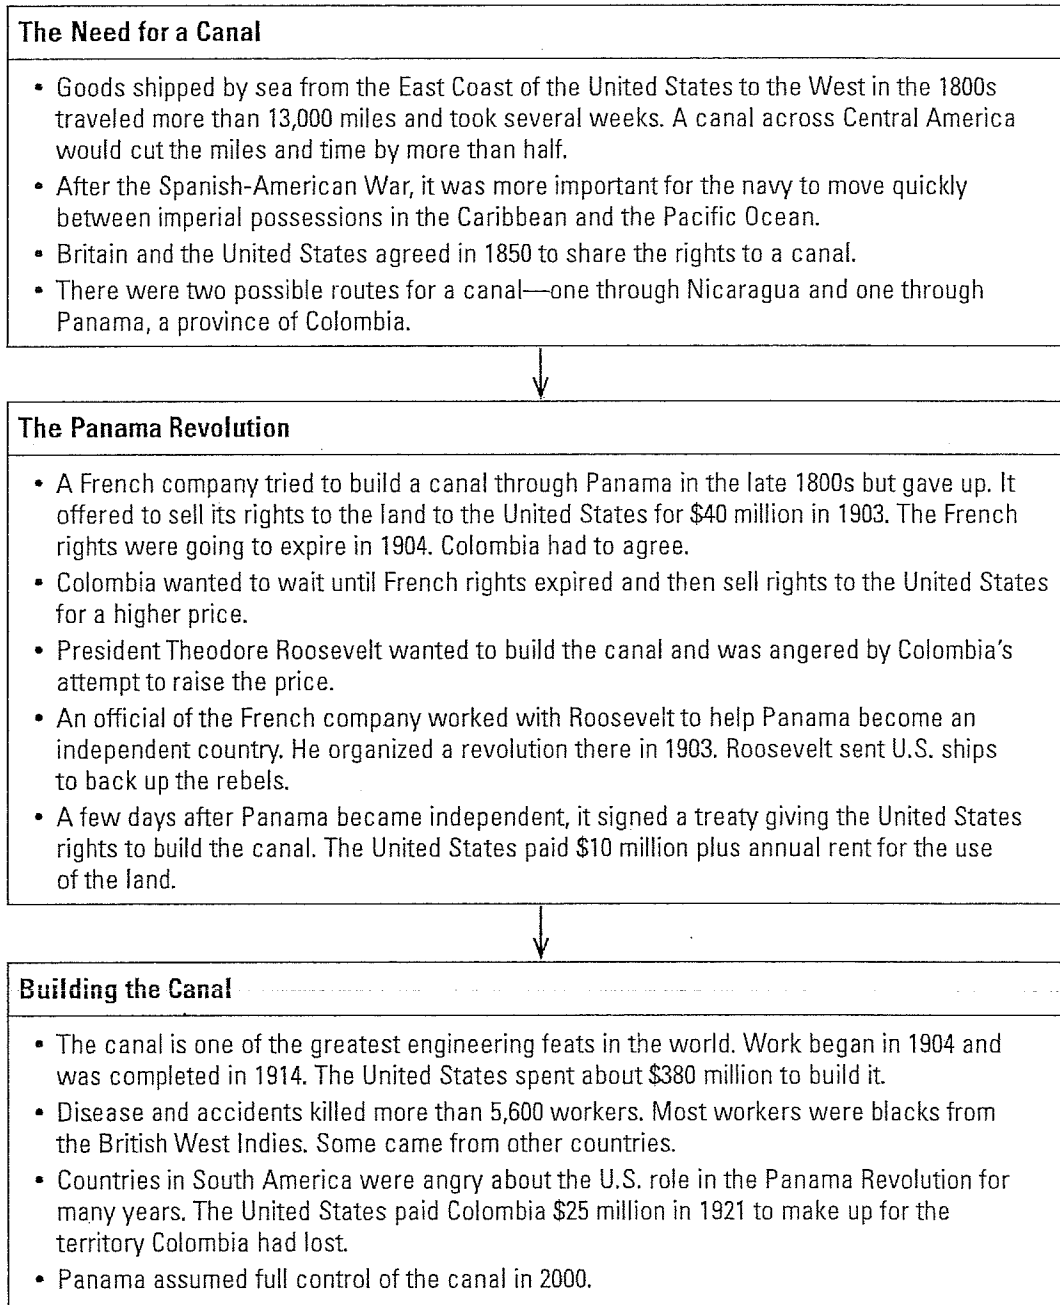 The Need for a Canal
• Goods shipped by sea from the East Coast of the United States to the West in the 1800s
traveled more than 13,000 miles and took several weeks. A canal across Central America
would cut the miles and time by more than half.
• After the Spanish-American War, it was more important for the navy to move quickly
between imperial possessions in the Caribbean and the Pacific Ocean.
• Britain and the United States agreed in 1850 to share the rights to a canal.
• There were two possible routes for a canal—one through Nicaragua and one through
Panama, a province of Colombia.
The Panama Revolution
• A French company tried to build a canal through Panama in the late 1800s but gave up. It
offered to sell its rights to the land to the United States for $40 million in 1903. The French
rights were going to expire in 1904. Colombia had to agree.
• Colombia wanted to wait until French rights expired and then sell rights to the United States
for a higher price.
• President Theodore Roosevelt wanted to build the canal and was angered by Colombia's
attempt to raise the price.
• An official of the French company worked with Roosevelt to help Panama become an
independent country. He organized a revolution there in 1903. Roosevelt sent U.S. ships
to back up the rebels.
• A few days after Panama became independent, it signed a treaty giving the United States
rights to build the canal. The United States paid $10 million plus annual rent for the use
of the land.
Building the Canal
• The canal is one of the greatest engineering feats in the world. Work began in 1904 and
was completed in 1914. The United States spent about $380 million to build it.
• Disease and accidents killed more than 5,600 workers. Most workers were blacks from
the British West Indies. Some came from other countries.
• Countries in South America were angry about the U.S. role in the Panama Revolution for
many years. The United States paid Colombia $25 million in 1921 to make up for the
territory Colombia had lost.
• Panama assumed full control of the canal in 2000.